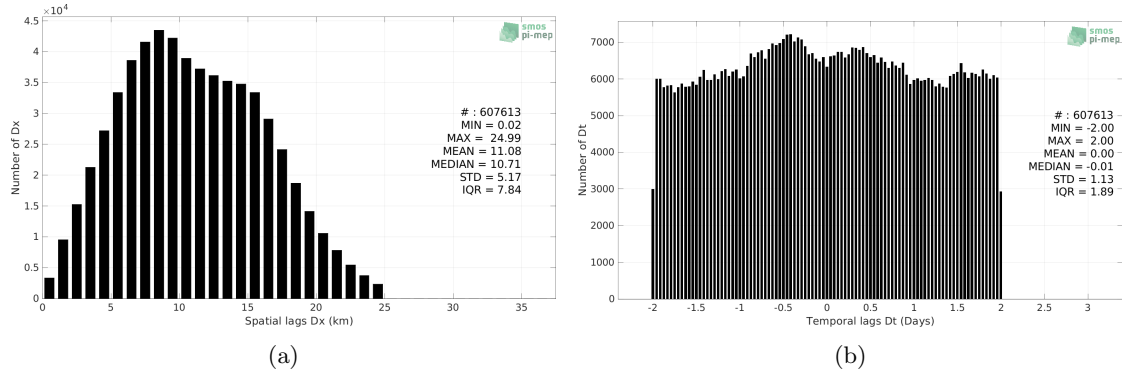 ×10⁴
4.5
4
3.5
3
2.5
2
1.5
1
0.5
0
Number of Dx
0 5 10 15 20 25 30 35
Spatial lags Dx (km)
smos
pi-mep
# : 607613
MIN = 0.02
MAX = 24.99
MEAN = 11.08
MEDIAN = 10.71
STD = 5.17
IQR = 7.84
(a)
7000
6000
5000
4000
3000
2000
1000
0
Number of Dt
-2 -1.5 -1 -0.5 0 0.5 1 1.5 2 2.5 3
Temporal lags Dt (Days)
smos
pi-mep
# : 607613
MIN = -2.00
MAX = 2.00
MEAN = 0.00
MEDIAN = -0.01
STD = 1.13
IQR = 1.89
(b)